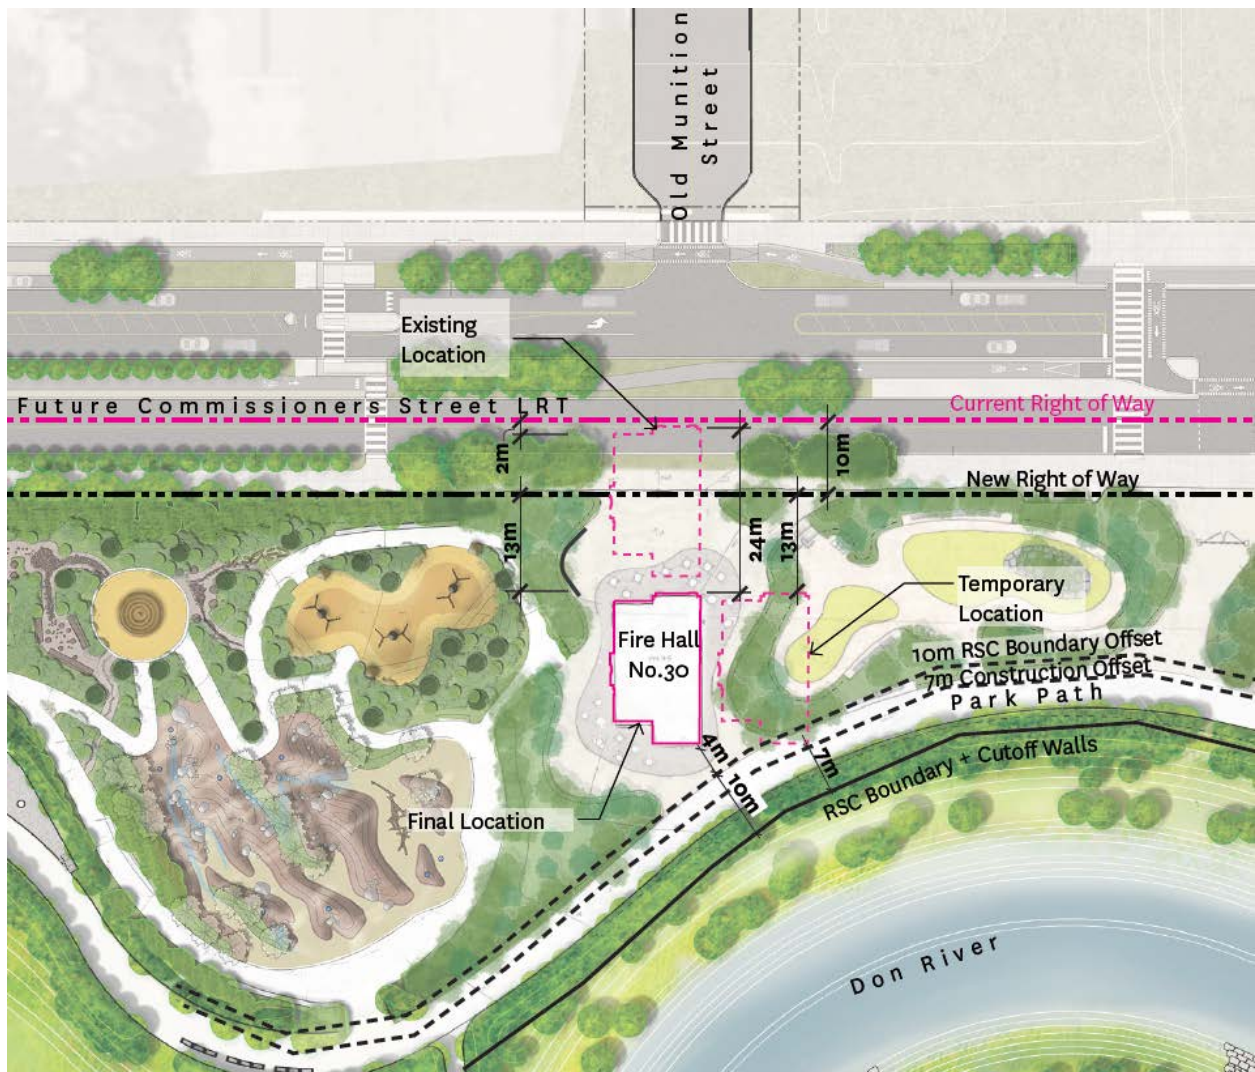 Old Munition
Street
Existing
Location
Future Commissioners Street LRT
Current Right of Way
2m
10m
New Right of Way
13m
24m
13m
Temporary
Location
Fire Hall
No.30
10m RSC Boundary Offset
7m Construction Offset
Park Path
4m
10m
7m
RSC Boundary + Cutoff Walls
Final Location
Don River